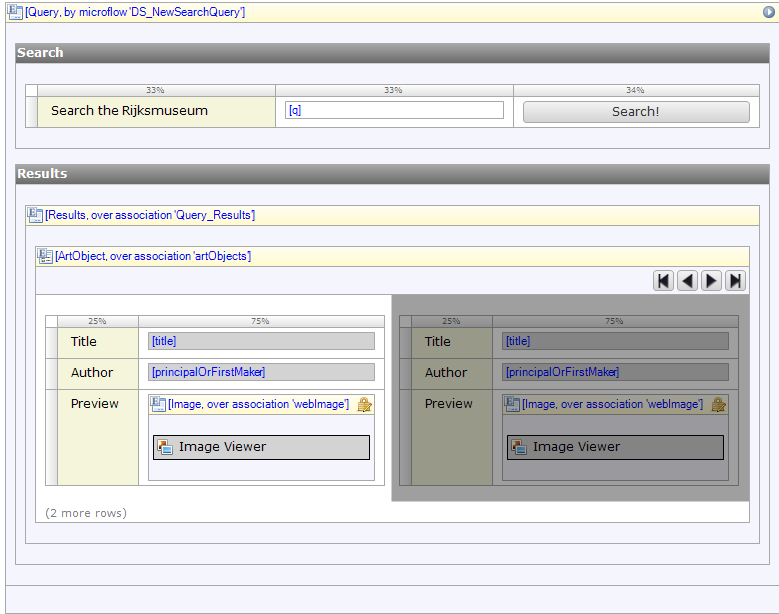 [Query, by microflow 'DS_NewSearchQuery']
Search
33% 33% 34%
Search the Rijksmuseum [q] Search!
Results
[Results, over association 'Query_Results']
[ArtObject, over association 'artObjects']
25% 75% 25% 75%
Title [title] Title [title]
Author [principalOrFirstMaker] Author [principalOrFirstMaker]
Preview [Image, over association 'webImage'] Preview [Image, over association 'webImage']
Image Viewer Image Viewer
(2 more rows)